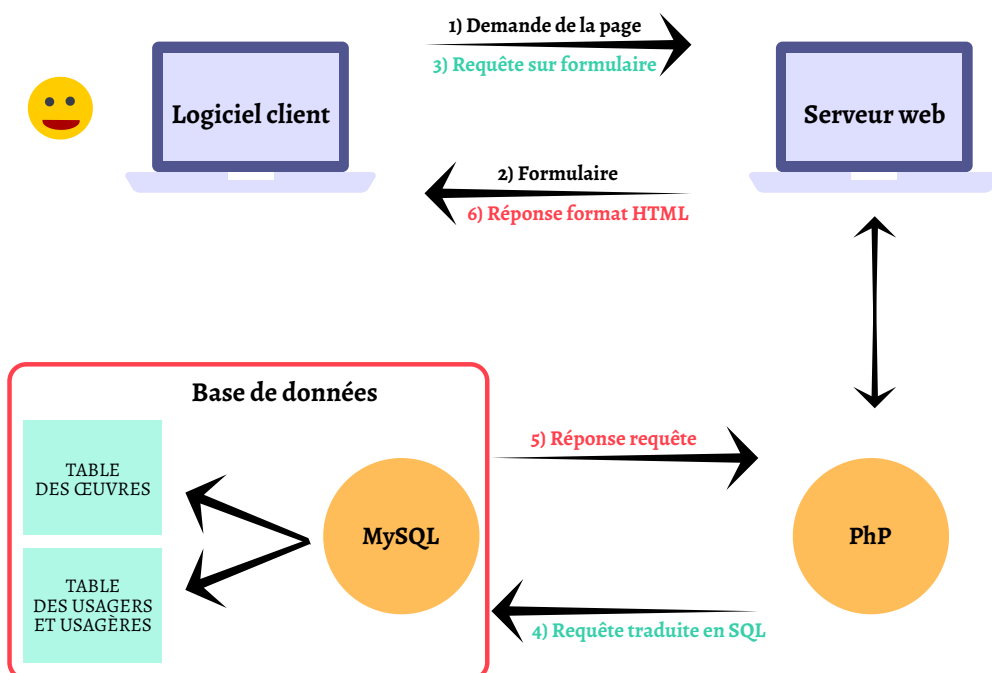 1) Demande de la page
3) Requête sur formulaire
Logiciel client
Serveur web
2) Formulaire
6) Réponse format HTML
Base de données
5) Réponse requête
TABLE
DES ŒUVRES
MySQL
PhP
TABLE
DES USAGERS
ET USAGÈRES
4) Requête traduite en SQL